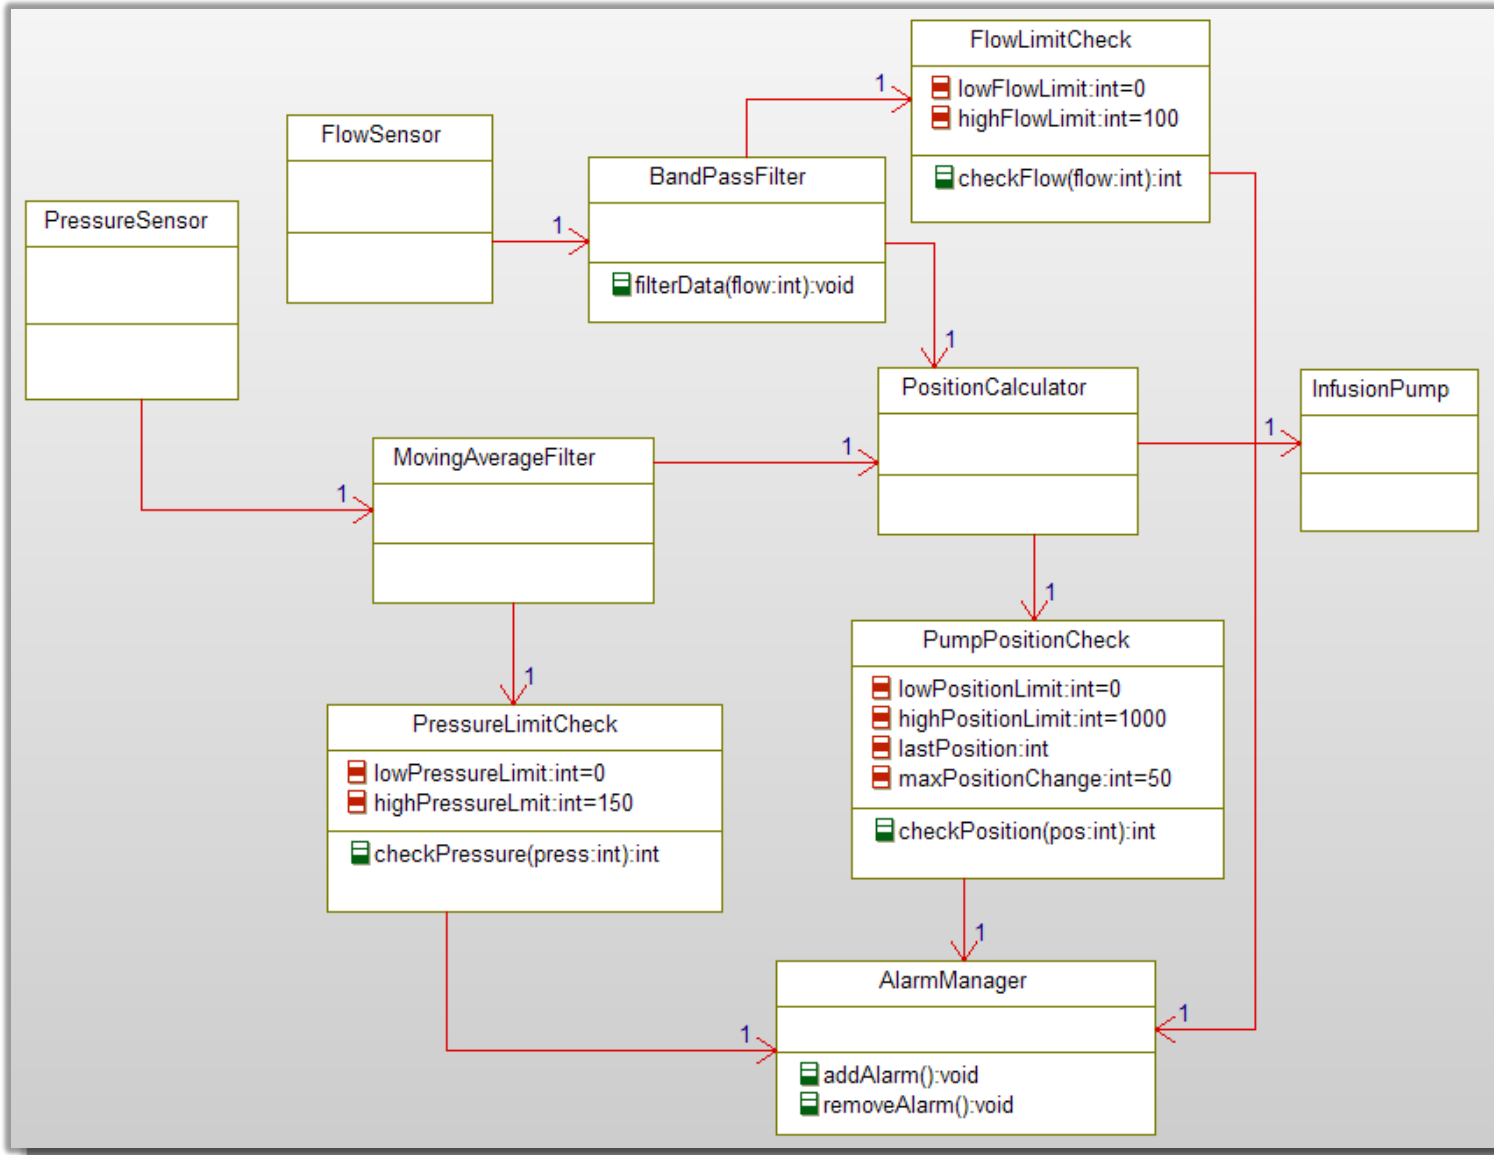 FlowLimitCheck
lowFlowLimit:int=0
highFlowLimit:int=100
checkFlow(flow:int):int
1
FlowSensor
BandPassFilter
filterData(flow:int):void
1
PressureSensor
1
PositionCalculator
InfusionPump
1
MovingAverageFilter
1
1
1
PumpPositionCheck
lowPositionLimit:int=0
highPositionLimit:int=1000
lastPosition:int
maxPositionChange:int=50
checkPosition(pos:int):int
1
PressureLimitCheck
lowPressureLimit:int=0
highPressureLmit:int=150
checkPressure(press:int):int
1
1
1
1
AlarmManager
addAlarm():void
removeAlarm():void